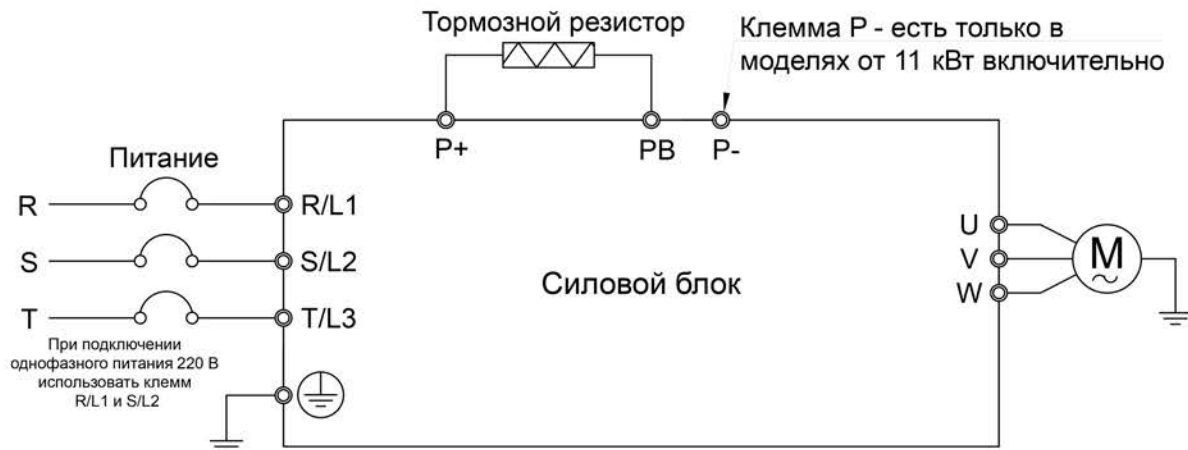 Тормозной резистор
Клемма P - есть только в
моделях от 11 кВт включительно
P+
PB
P-
Питание
R
R/L1
S
S/L2
T
T/L3
U
V
W
M
Силовой блок
При подключении
однофазного питания 220 В
использовать клемм
R/L1 и S/L2